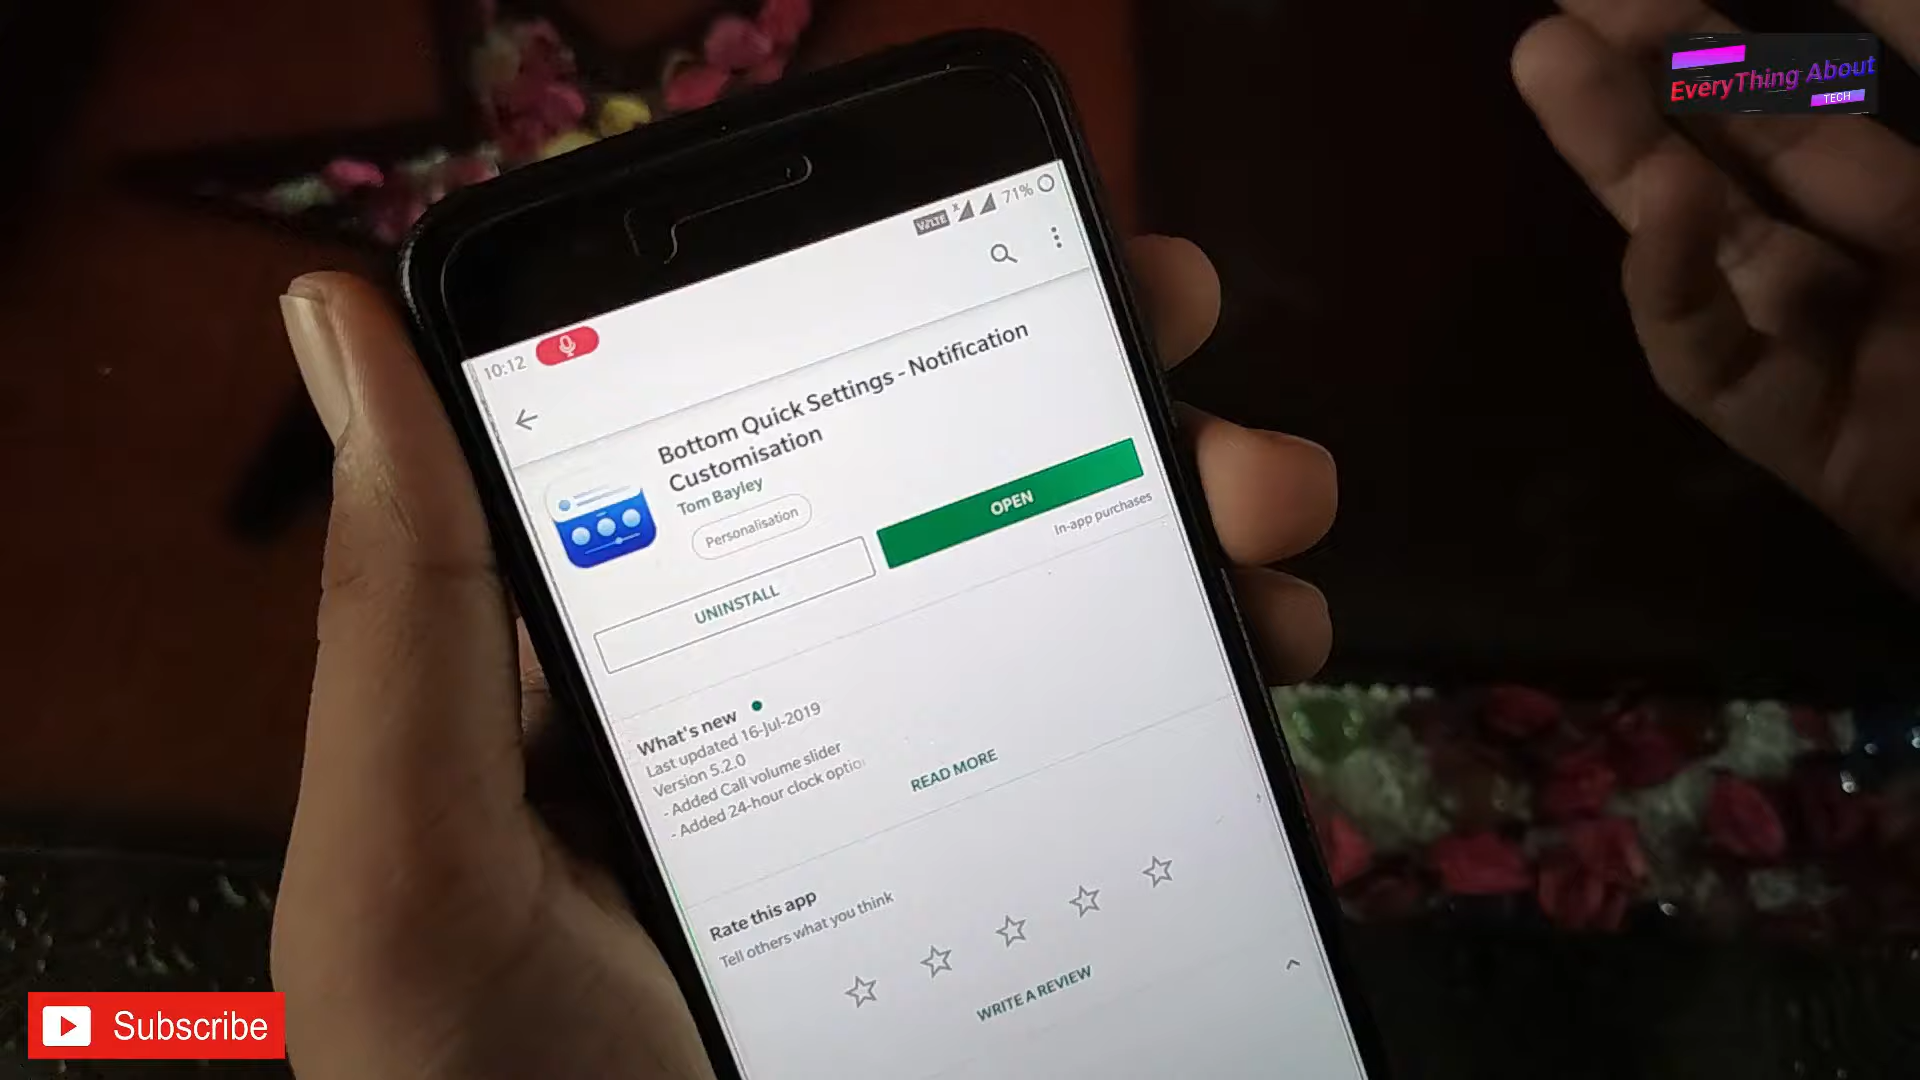 EveryThing About
TECH
VoLTE
71%
10:12
Bottom Quick Settings - Notification
Customisation
Tom Bayley
Personalisation
OPEN
In-app purchases
UNINSTALL
What's new
Last updated 16-Jul-2019
Version 5.2.0
- Added Call volume slider
- Added 24-hour clock optio
READ MORE
Rate this app
Tell others what you think
WRITE A REVIEW
Subscribe